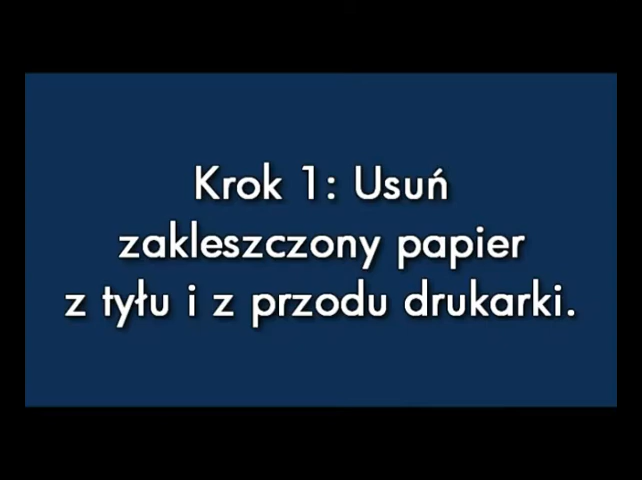 Krok 1: Usuń
zakleszczony papier
z tyłu i z przodu drukarki.